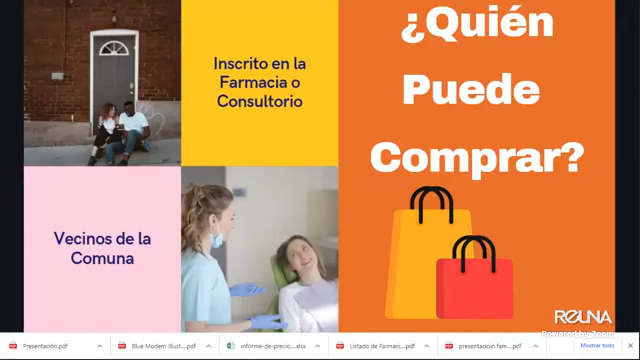 ¿Quién
Puede
Comprar?
Inscrito en la
Farmacia o
Consultorio
Vecinos de la
Comuna
REUNA
Powered by Zoom
Presentación.pdf
Blue Modern Illust....pdf
informe-de-precio....xlsx
Listado de Farmaci....pdf
presentacioin fam....pdf
Mostrar todo